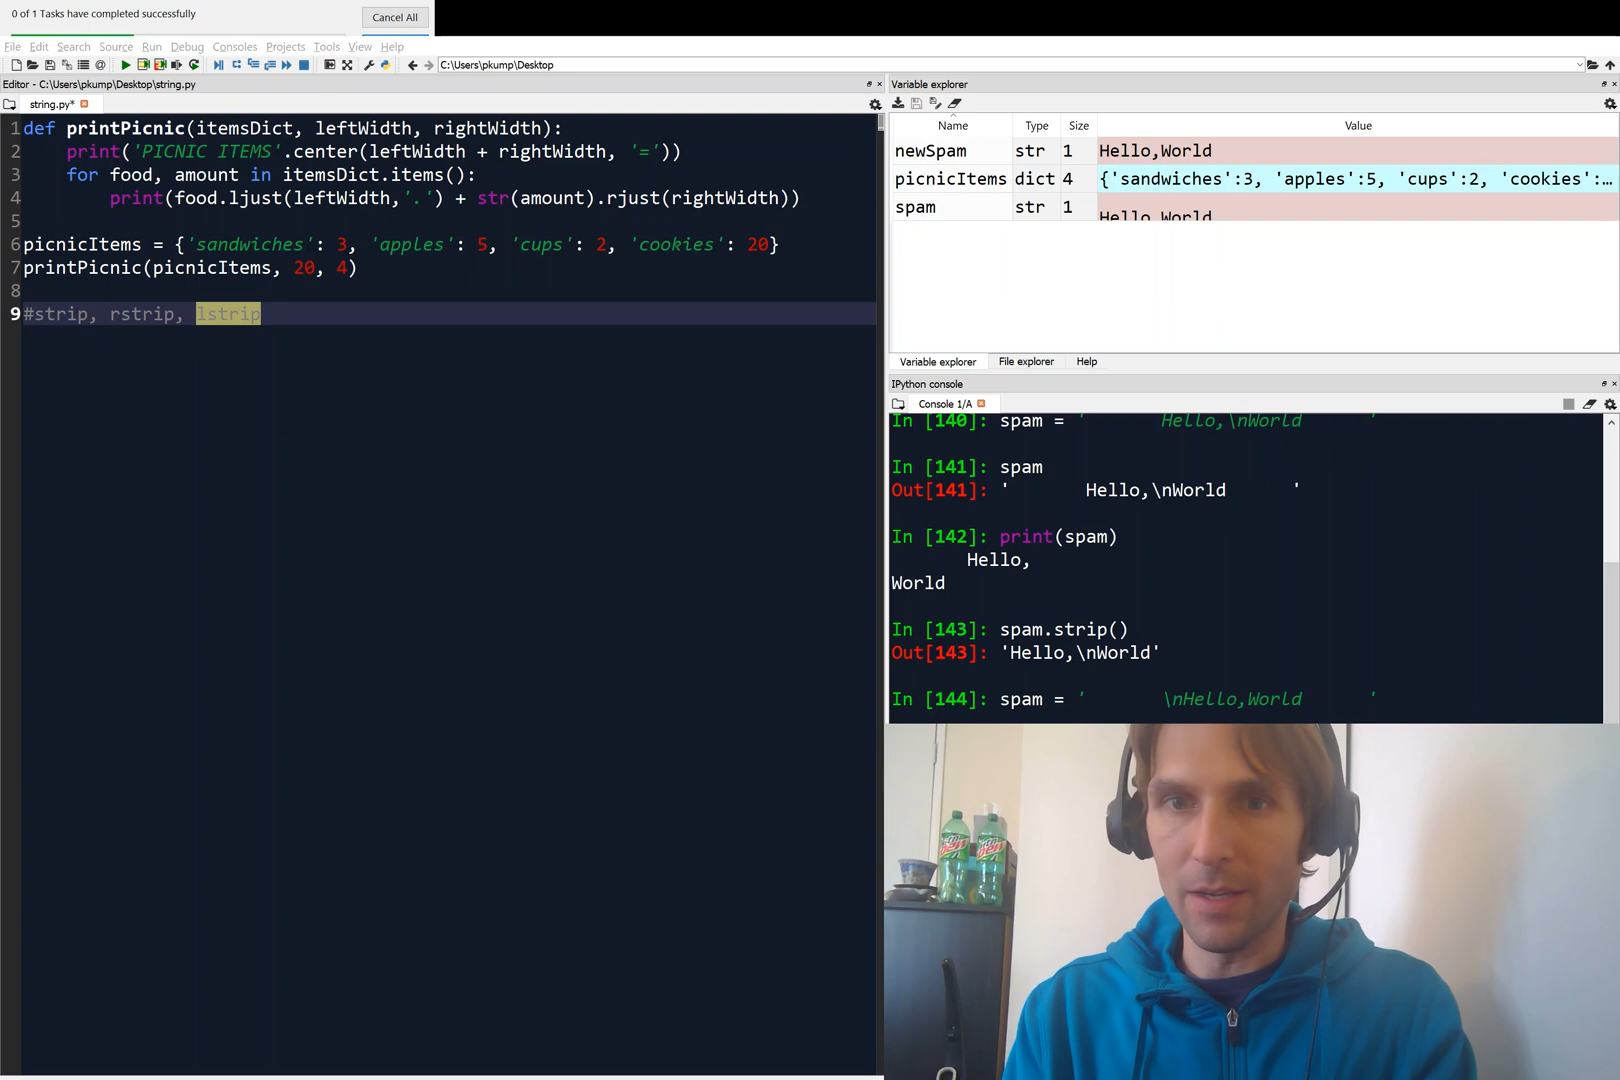 0 of 1 Tasks have completed successfully
Cancel All
File Edit Search Source Run Debug Consoles Projects Tools View Help
C:\Users\pkump\Desktop
Editor - C:\Users\pkump\Desktop\string.py
string.py*
1 def printPicnic(itemsDict, leftWidth, rightWidth):
2 print('PICNIC ITEMS'.center(leftWidth + rightWidth, '='))
3 for food, amount in itemsDict.items():
4 print(food.ljust(leftWidth,'.') + str(amount).rjust(rightWidth))
5
6 picnicItems = {'sandwiches': 3, 'apples': 5, 'cups': 2, 'cookies': 20}
7 printPicnic(picnicItems, 20, 4)
8
9 #strip, rstrip, lstrip
Variable explorer
Name Type Size Value
newSpam str 1 Hello,World
picnicItems dict 4 {'sandwiches':3, 'apples':5, 'cups':2, 'cookies':…
spam str 1 Hello World
Variable explorer File explorer Help
IPython console
Console 1/A
In [140]: spam = '       Hello,\nWorld      '
In [141]: spam
Out[141]: '       Hello,\nWorld      '
In [142]: print(spam)
Hello,
World
In [143]: spam.strip()
Out[143]: 'Hello,\nWorld'
In [144]: spam = '       \nHello,World      '